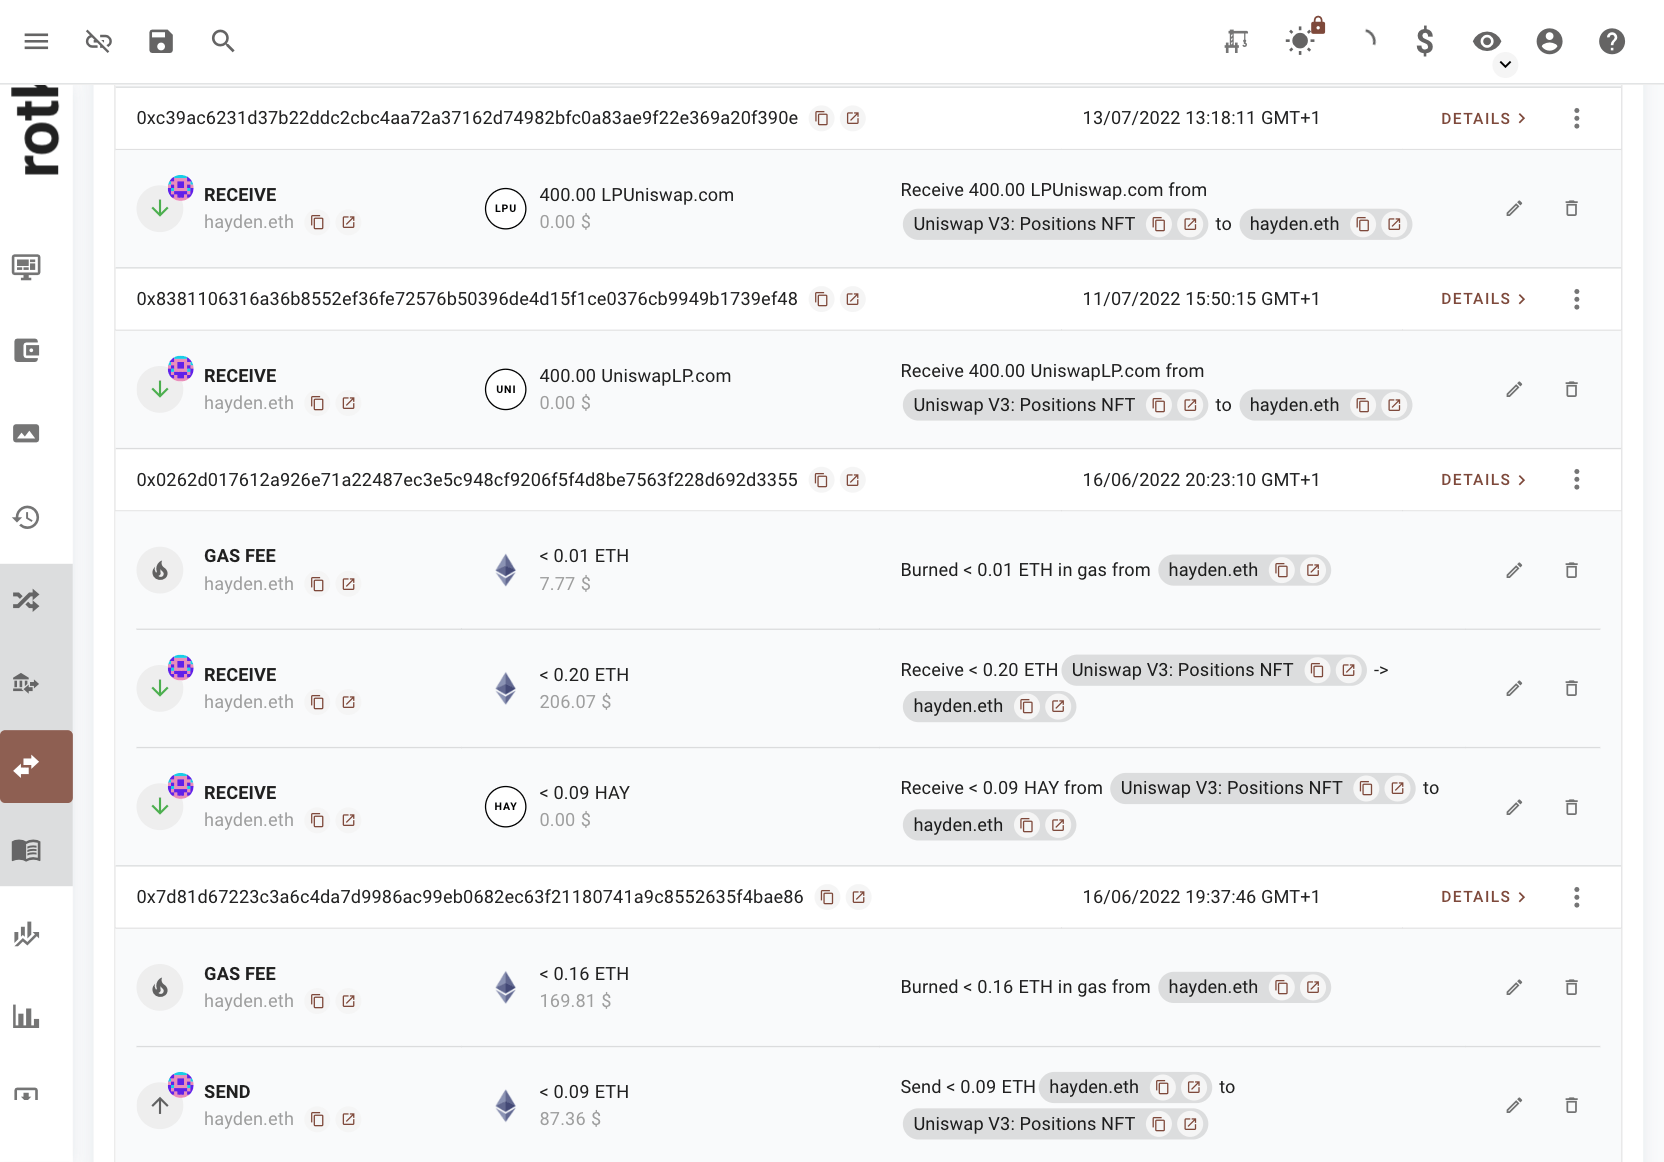 0xc39ac6231d37b22ddc2cbc4aa72a37162d74982bfc0a83ae9f22e369a20f390e 13/07/2022 13:18:11 GMT+1 DETAILS
RECEIVE
hayden.eth
LPU
400.00 LPUniswap.com
0.00 $
Receive 400.00 LPUniswap.com from
Uniswap V3: Positions NFT to hayden.eth
0x8381106316a36b8552ef36fe72576b50396de4d15f1ce0376cb9949b1739ef48 11/07/2022 15:50:15 GMT+1 DETAILS
RECEIVE
hayden.eth
UNI
400.00 UniswapLP.com
0.00 $
Receive 400.00 UniswapLP.com from
Uniswap V3: Positions NFT to hayden.eth
0x0262d017612a926e71a22487ec3e5c948cf9206f5f4d8be7563f228d692d3355 16/06/2022 20:23:10 GMT+1 DETAILS
GAS FEE
hayden.eth
< 0.01 ETH
7.77 $
Burned < 0.01 ETH in gas from hayden.eth
RECEIVE
hayden.eth
< 0.20 ETH
206.07 $
Receive < 0.20 ETH Uniswap V3: Positions NFT ->
hayden.eth
RECEIVE
hayden.eth
HAY
< 0.09 HAY
0.00 $
Receive < 0.09 HAY from Uniswap V3: Positions NFT to
hayden.eth
0x7d81d67223c3a6c4da7d9986ac99eb0682ec63f21180741a9c8552635f4bae86 16/06/2022 19:37:46 GMT+1 DETAILS
GAS FEE
hayden.eth
< 0.16 ETH
169.81 $
Burned < 0.16 ETH in gas from hayden.eth
SEND
hayden.eth
< 0.09 ETH
87.36 $
Send < 0.09 ETH hayden.eth to
Uniswap V3: Positions NFT